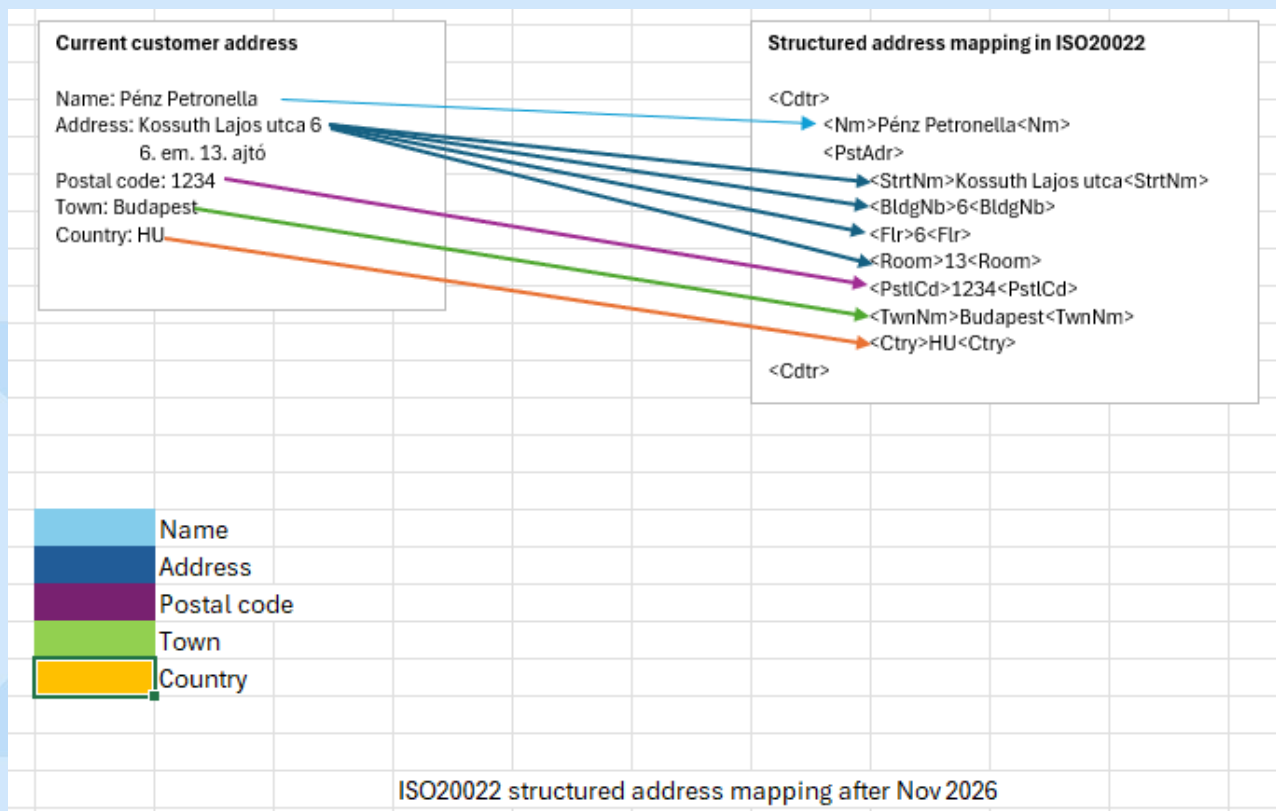 Current customer address
Name: Pénz Petronella
Address: Kossuth Lajos utca 6
6. em. 13. ajtó
Postal code: 1234
Town: Budapest
Country: HU
Structured address mapping in ISO20022
<Cdtr>
<Nm>Pénz Petronella<Nm>
<PstAdr>
<StrtNm>Kossuth Lajos utca<StrtNm>
<BldgNb>6<BldgNb>
<Flr>6<Flr>
<Room>13<Room>
<PstlCd>1234<PstlCd>
<TwnNm>Budapest<TwnNm>
<Ctry>HU<Ctry>
<Cdtr>
Name
Address
Postal code
Town
Country
ISO20022 structured address mapping after Nov 2026